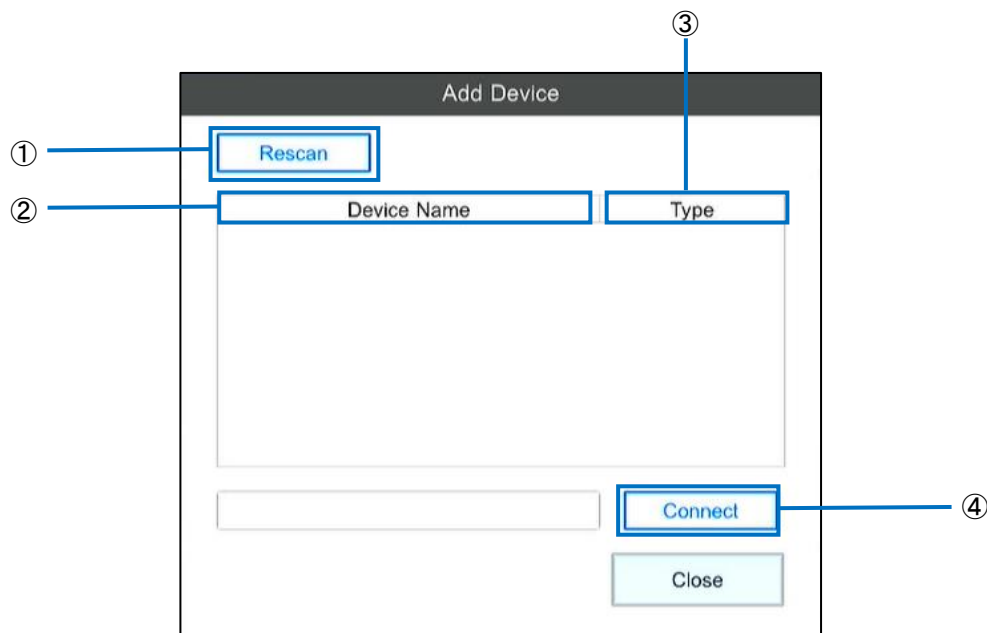 ③
Add Device
① Rescan
② Device Name Type
Connect ④
Close